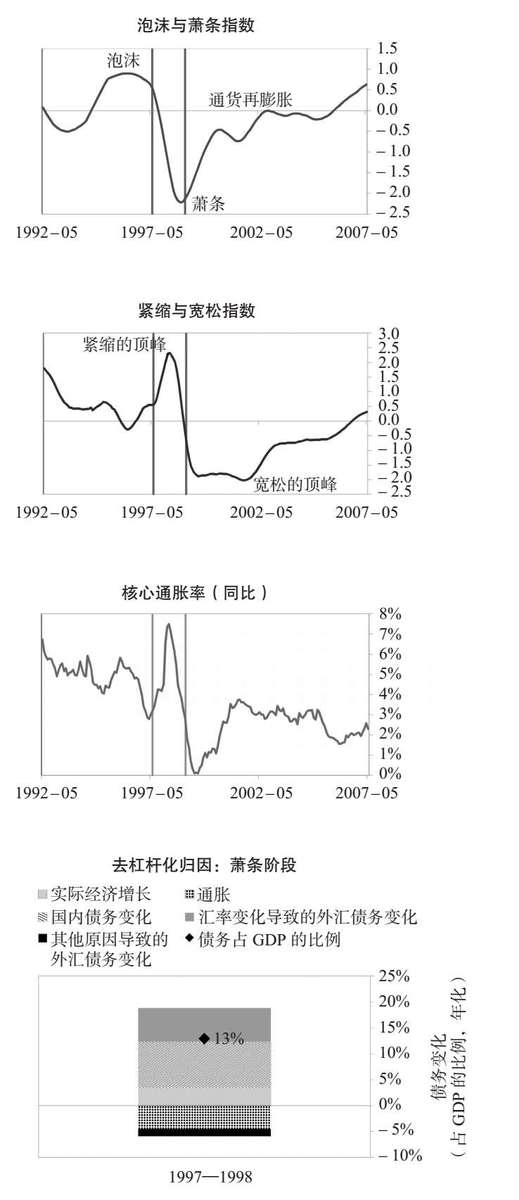 泡沫与萧条指数
泡沫
通货再膨胀
萧条
1.5
1.0
0.5
0.0
－0.5
－1.0
－1.5
－2.0
－2.5
1992－05 1997－05 2002－05 2007－05
紧缩与宽松指数
紧缩的顶峰
宽松的顶峰
3.0
2.5
2.0
1.5
1.0
0.5
0.0
－0.5
－1.0
－1.5
－2.0
－2.5
1992－05 1997－05 2002－05 2007－05
核心通胀率（同比）
8%
7%
6%
5%
4%
3%
2%
1%
0%
1992－05 1997－05 2002－05 2007－05
去杠杆化归因：萧条阶段
实际经济增长 通胀
国内债务变化 汇率变化导致的外汇债务变化
其他原因导致的 债务占 GDP 的比例
外汇债务变化
13%
25%
20%
15%
10%
5%
0%
－5%
－10%
债务变化
（占 GDP 的比例，年化）
1997—1998